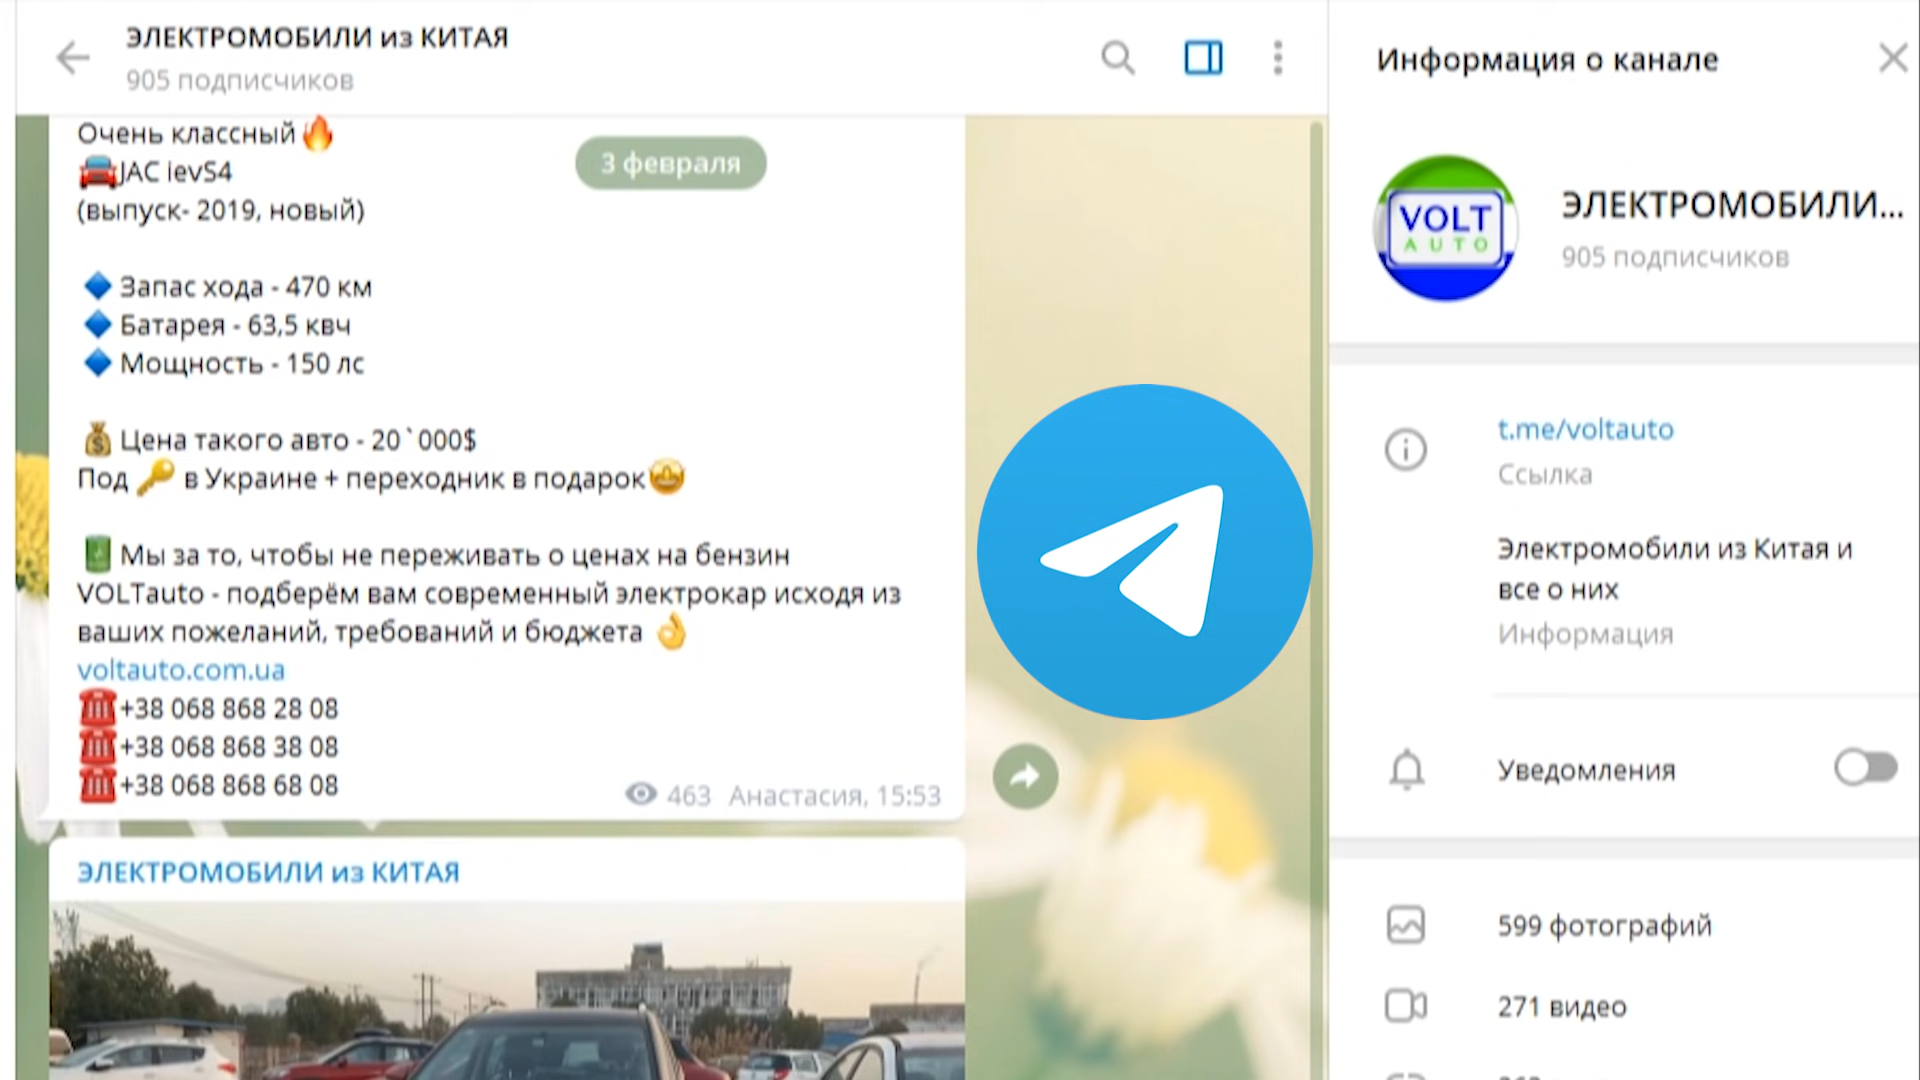 ЭЛЕКТРОМОБИЛИ из КИТАЯ
905 подписчиков
Очень классный
JAC ievS4
(выпуск- 2019, новый)
3 февраля
Запас хода - 470 км
Батарея - 63,5 квч
Мощность - 150 лс
Цена такого авто - 20`000$
Под в Украине + переходник в подарок
Мы за то, чтобы не переживать о ценах на бензин
VOLTauto - подберём вам современный электрокар исходя из
ваших пожеланий, требований и бюджета
voltauto.com.ua
+38 068 868 28 08
+38 068 868 38 08
+38 068 868 68 08
463 Анастасия, 15:53
ЭЛЕКТРОМОБИЛИ из КИТАЯ
Информация о канале
VOLT
AUTO
ЭЛЕКТРОМОБИЛИ...
905 подписчиков
t.me/voltauto
Ссылка
Электромобили из Китая и
все о них
Информация
Уведомления
599 фотографий
271 видео